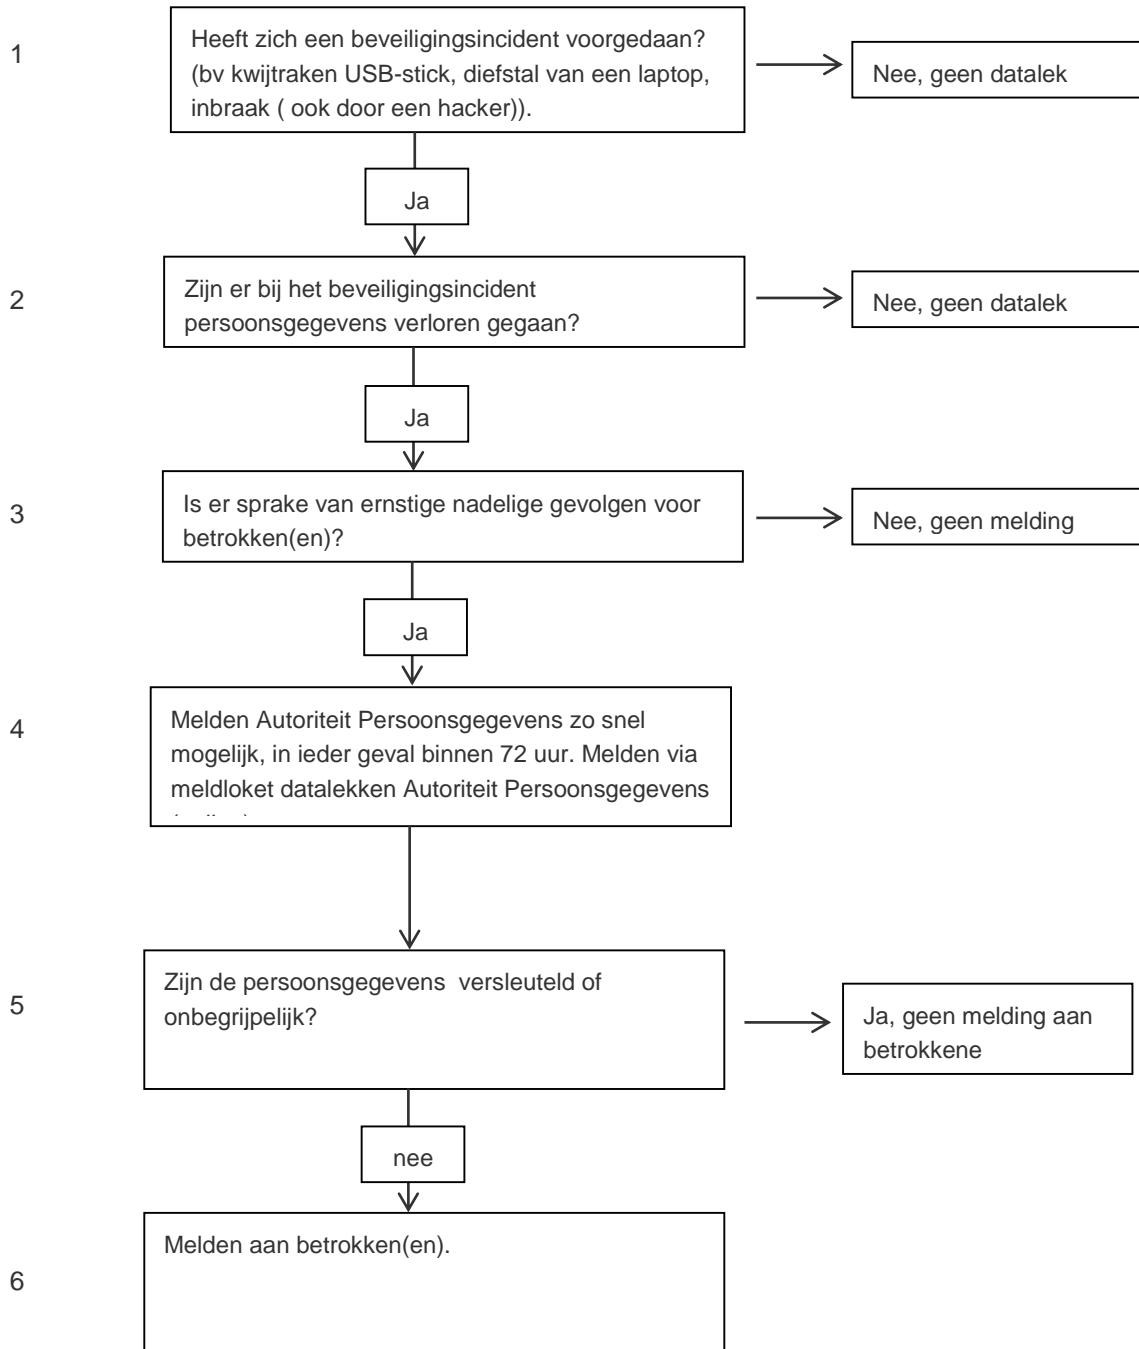 1
Heeft zich een beveiligingsincident voorgedaan?
(bv kwijtraken USB-stick, diefstal van een laptop,
inbraak ( ook door een hacker)).
Nee, geen datalek
Ja
2
Zijn er bij het beveiligingsincident
persoonsgegevens verloren gegaan?
Nee, geen datalek
Ja
3
Is er sprake van ernstige nadelige gevolgen voor
betrokken(en)?
Nee, geen melding
Ja
4
Melden Autoriteit Persoonsgegevens zo snel
mogelijk, in ieder geval binnen 72 uur. Melden via
meldloket datalekken Autoriteit Persoonsgegevens
5
Zijn de persoonsgegevens  versleuteld of
onbegrijpelijk?
Ja, geen melding aan
betrokkene
nee
6
Melden aan betrokken(en).